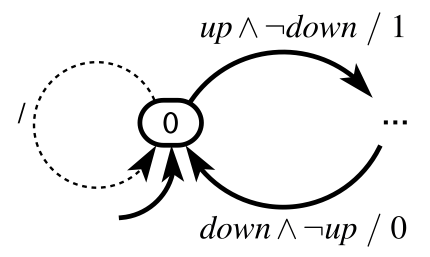 up ∧ ¬down / 1
/
0
...
down ∧ ¬up / 0